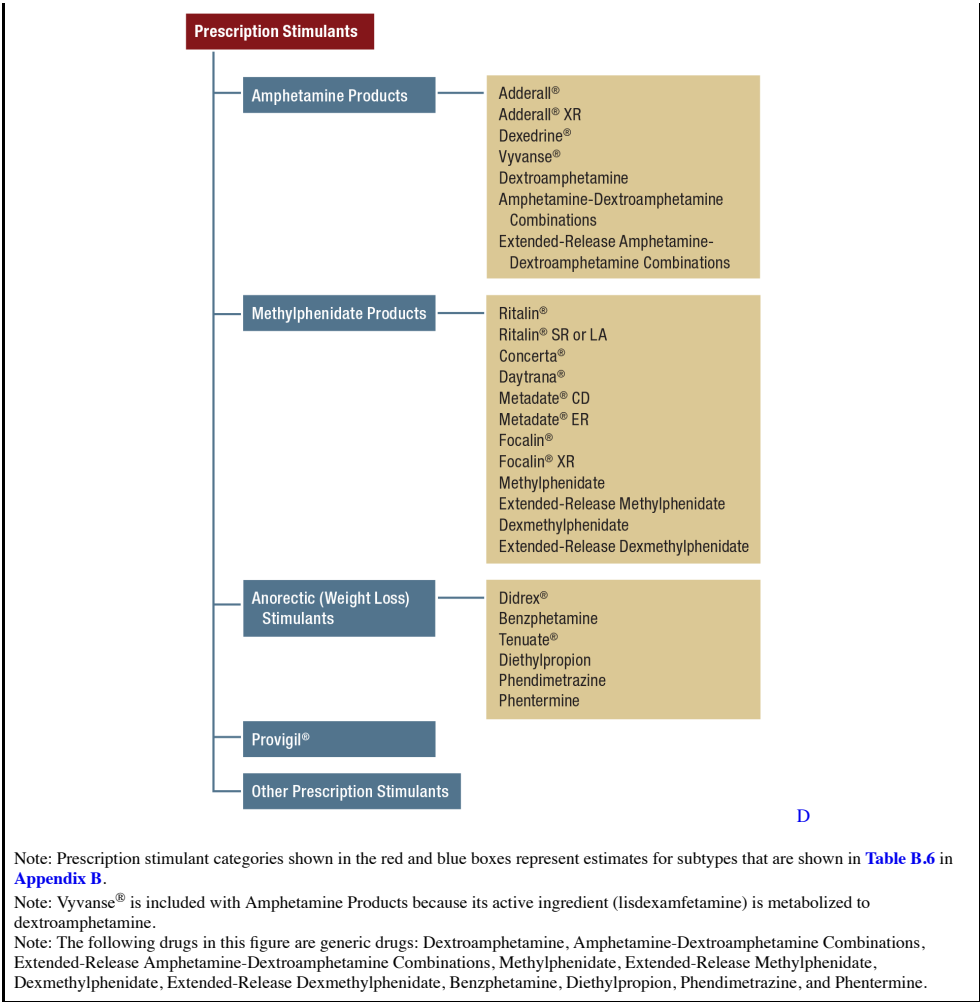 Prescription Stimulants
Amphetamine Products
Adderall®
Adderall® XR
Dexedrine®
Vyvanse®
Dextroamphetamine
Amphetamine-Dextroamphetamine
Combinations
Extended-Release Amphetamine-
Dextroamphetamine Combinations
Methylphenidate Products
Ritalin®
Ritalin® SR or LA
Concerta®
Daytrana®
Metadate® CD
Metadate® ER
Focalin®
Focalin® XR
Methylphenidate
Extended-Release Methylphenidate
Dexmethylphenidate
Extended-Release Dexmethylphenidate
Anorectic (Weight Loss)
Stimulants
Didrex®
Benzphetamine
Tenuate®
Diethylpropion
Phendimetrazine
Phentermine
Provigil®
Other Prescription Stimulants
D
Note: Prescription stimulant categories shown in the red and blue boxes represent estimates for subtypes that are shown in Table B.6 in
Appendix B.
Note: Vyvanse® is included with Amphetamine Products because its active ingredient (lisdexamfetamine) is metabolized to
dextroamphetamine.
Note: The following drugs in this figure are generic drugs: Dextroamphetamine, Amphetamine-Dextroamphetamine Combinations,
Extended-Release Amphetamine-Dextroamphetamine Combinations, Methylphenidate, Extended-Release Methylphenidate,
Dexmethylphenidate, Extended-Release Dexmethylphenidate, Benzphetamine, Diethylpropion, Phendimetrazine, and Phentermine.